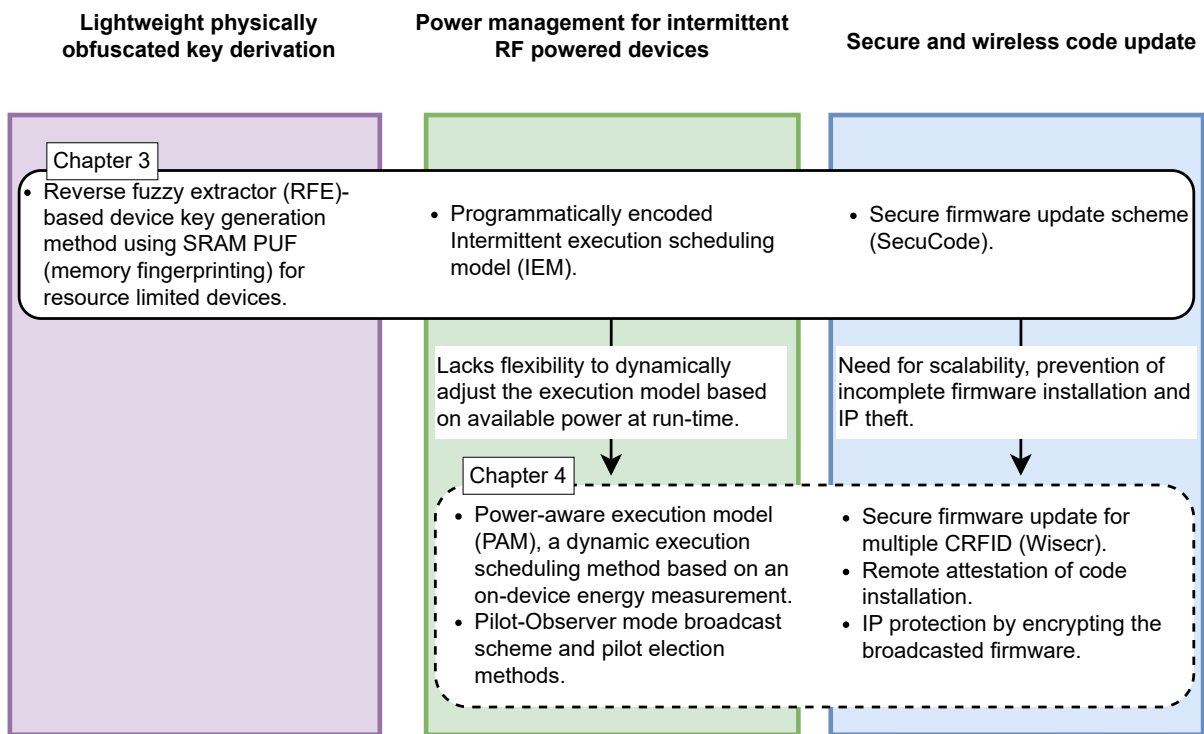 Lightweight physically
obfuscated key derivation
Power management for intermittent
RF powered devices
Secure and wireless code update
Chapter 3
• Reverse fuzzy extractor (RFE)-
based device key generation
method using SRAM PUF
(memory fingerprinting) for
resource limited devices.
• Programmatically encoded
Intermittent execution scheduling
model (IEM).
• Secure firmware update scheme
(SecuCode).
Lacks flexibility to dynamically
adjust the execution model based
on available power at run-time.
Need for scalability, prevention of
incomplete firmware installation and
IP theft.
Chapter 4
• Power-aware execution model
(PAM), a dynamic execution
scheduling method based on an
on-device energy measurement.
• Pilot-Observer mode broadcast
scheme and pilot election
methods.
• Secure firmware update for
multiple CRFID (Wisecr).
• Remote attestation of code
installation.
• IP protection by encrypting the
broadcasted firmware.